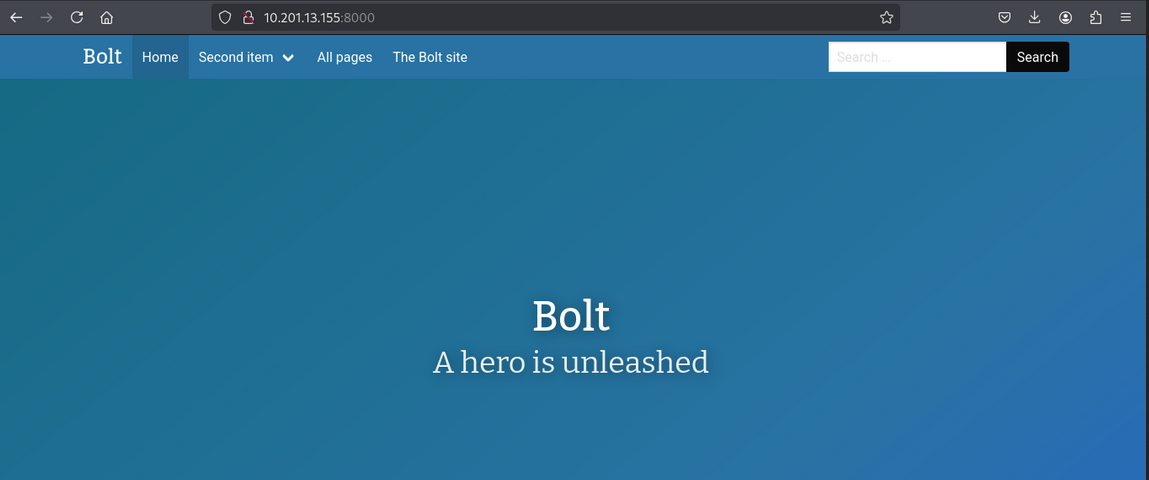 10.201.13.155:8000
Bolt Home Second item All pages The Bolt site Search ... Search
Bolt
A hero is unleashed